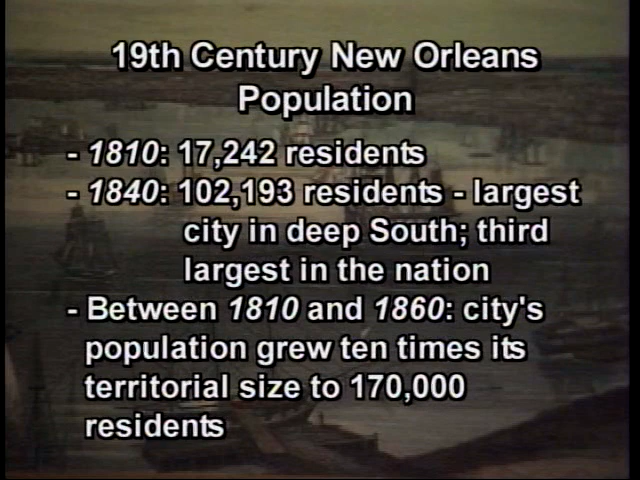 19th Century New Orleans
Population
- 1810: 17,242 residents
- 1840: 102,193 residents - largest
city in deep South; third
largest in the nation
- Between 1810 and 1860: city's
population grew ten times its
territorial size to 170,000
residents